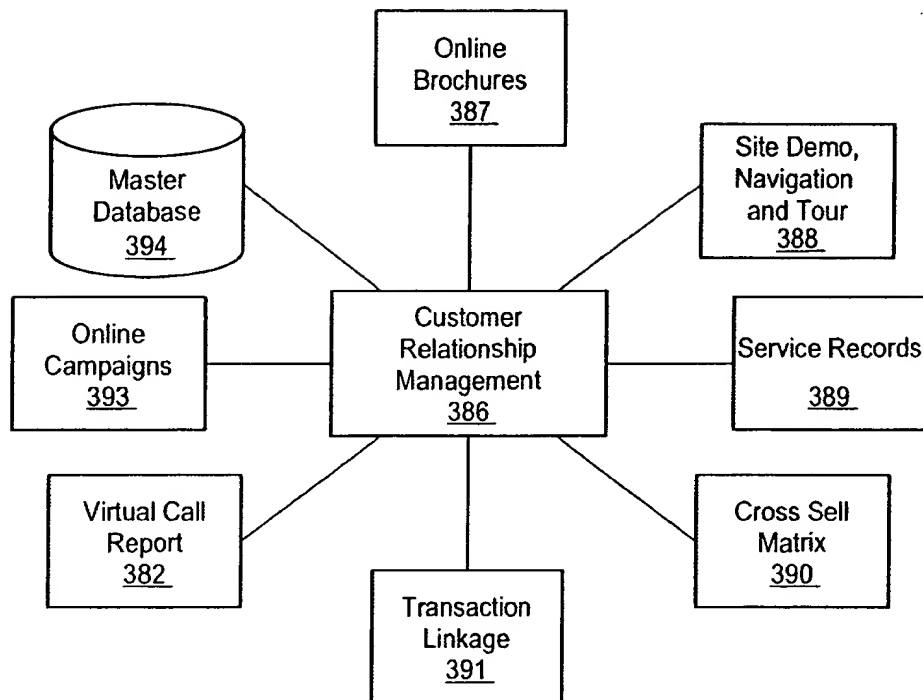 Online
Brochures
387
Master
Database
394
Site Demo,
Navigation
and Tour
388
Online
Campaigns
393
Customer
Relationship
Management
386
Service Records
389
Virtual Call
Report
382
Transaction
Linkage
391
Cross Sell
Matrix
390